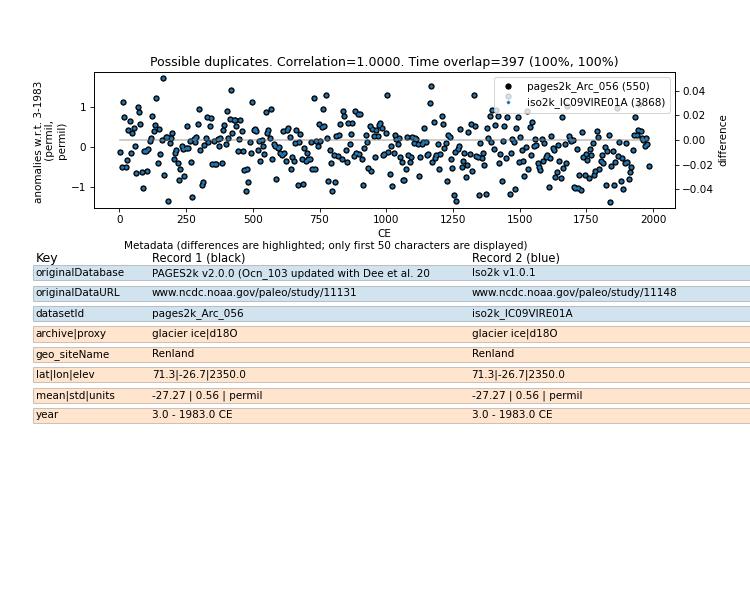 Possible duplicates. Correlation=1.0000. Time overlap=397 (100%, 100%)
pages2k_Arc_056 (550)
iso2k_IC09VIRE01A (3868)
anomalies w.r.t. 3-1983
(permil,
permil)
1
0
−1
0.04
0.02
0.00
−0.02
−0.04
difference
0 250 500 750 1000 1250 1500 1750 2000
CE
Metadata (differences are highlighted; only first 50 characters are displayed)
Key Record 1 (black) Record 2 (blue)
originalDatabase PAGES2k v2.0.0 (Ocn_103 updated with Dee et al. 20 Iso2k v1.0.1
originalDataURL www.ncdc.noaa.gov/paleo/study/11131 www.ncdc.noaa.gov/paleo/study/11148
datasetId pages2k_Arc_056 iso2k_IC09VIRE01A
archive|proxy glacier ice|d18O glacier ice|d18O
geo_siteName Renland Renland
lat|lon|elev 71.3|-26.7|2350.0 71.3|-26.7|2350.0
mean|std|units -27.27 | 0.56 | permil -27.27 | 0.56 | permil
year 3.0 - 1983.0 CE 3.0 - 1983.0 CE